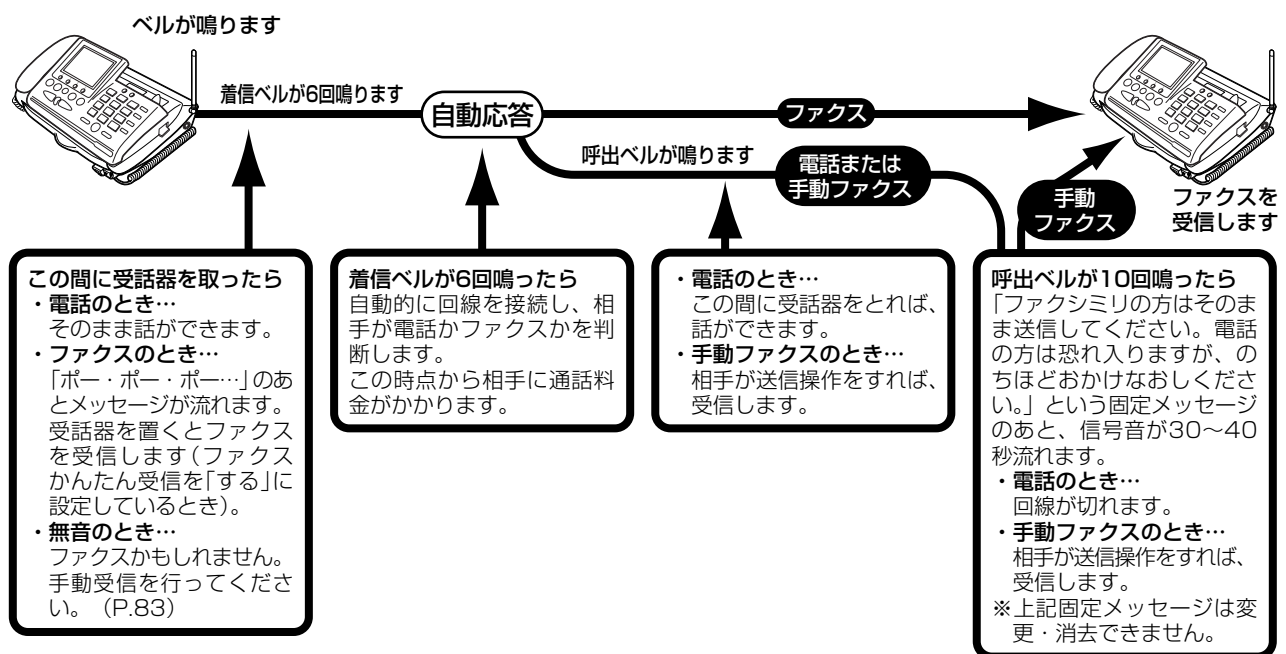 ベルが鳴ります
着信ベルが6回鳴ります
自動応答
ファクス
呼出ベルが鳴ります
電話または
手動ファクス
手動
ファクス
ファクスを
受信します
この間に受話器を取ったら
・電話のとき…
そのまま話ができます。
・ファクスのとき…
「ポー・ポー・ポー…」のあ
とメッセージが流れます。
受話器を置くとファクス
を受信します(ファクス
かんたん受信を「する」に
設定しているとき)。
・無音のとき…
ファクスかもしれません。
手動受信を行ってくださ
い。(P.83)
着信ベルが6回鳴ったら
自動的に回線を接続し、相
手が電話かファクスかを判
断します。
この時点から相手に通話料
金がかかります。
・電話のとき…
この間に受話器をとれば、
話ができます。
・手動ファクスのとき…
相手が送信操作をすれば、
受信します。
呼出ベルが10回鳴ったら
「ファクシミリの方はそのま
ま送信してください。電話
の方は恐れ入りますが、の
ちほどおかけなおしくださ
い。」という固定メッセージ
のあと、信号音が30〜40
秒流れます。
・電話のとき…
回線が切れます。
・手動ファクスのとき…
相手が送信操作をすれば、
受信します。
※上記固定メッセージは変
更・消去できません。